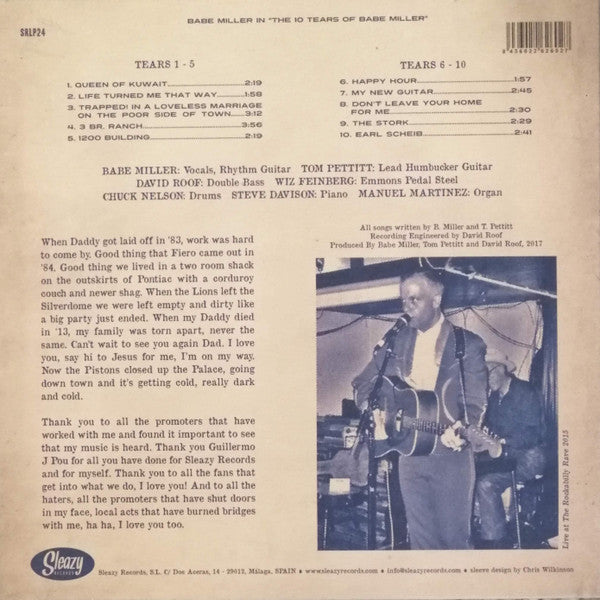 BABE MILLER IN "THE 10 TEARS OF BABE MILLER"
SRLP24
TEARS 1 - 5
1. QUEEN OF KUWAIT 2:19
2. LIFE TURNED ME THAT WAY 1:58
3. TRAPPED! IN A LOVELESS MARRIAGE
ON THE POOR SIDE OF TOWN 3:12
4. 3 BR. RANCH 3:56
5. 1200 BUILDING 2:19
TEARS 6 - 10
6. HAPPY HOUR 1:57
7. MY NEW GUITAR 2:45
8. DON'T LEAVE YOUR HOME
FOR ME 2:30
9. THE STORK 2:29
10. EARL SCHEIB 2:41
BABE MILLER: Vocals, Rhythm Guitar TOM PETTITT: Lead Humbucker Guitar
DAVID ROOF: Double Bass WIZ FEINBERG: Emmons Pedal Steel
CHUCK NELSON: Drums STEVE DAVISON: Piano MANUEL MARTINEZ: Organ
When Daddy got laid off in '83, work was hard
to come by. Good thing that Fiero came out in
'84. Good thing we lived in a two room shack
on the outskirts of Pontiac with a corduroy
couch and newer shag. When the Lions left the
Silverdome we were left empty and dirty like
a big party just ended. When my Daddy died
in '13, my family was torn apart, never the
same. Can't wait to see you again Dad. I love
you, say hi to Jesus for me, I'm on my way.
Now the Pistons closed up the Palace, going
down town and it's getting cold, really dark
and cold.
Thank you to all the promoters that have
worked with me and found it important to see
that my music is heard. Thank you Guillermo
J Pou for all you have done for Sleazy Records
and for myself. Thank you to all the fans that
get into what we do, I love you! And to all the
haters, all the promoters that have shut doors
in my face, local acts that have burned bridges
with me, ha ha, I love you too.
All songs written by B. Miller and T. Pettitt
Recording Engineered by David Roof
Produced By Babe Miller, Tom Pettitt and David Roof, 2017
Live at The Rockabilly Rave 2015
Sleazy
RECORDS
Sleazy Records, S.L. C/ Dos Aceras, 14 - 29012, Málaga, SPAIN ♦ www.sleazyrecords.com ♦ info@sleazyrecords.com ♦ sleeve design by Chris Wilkinson